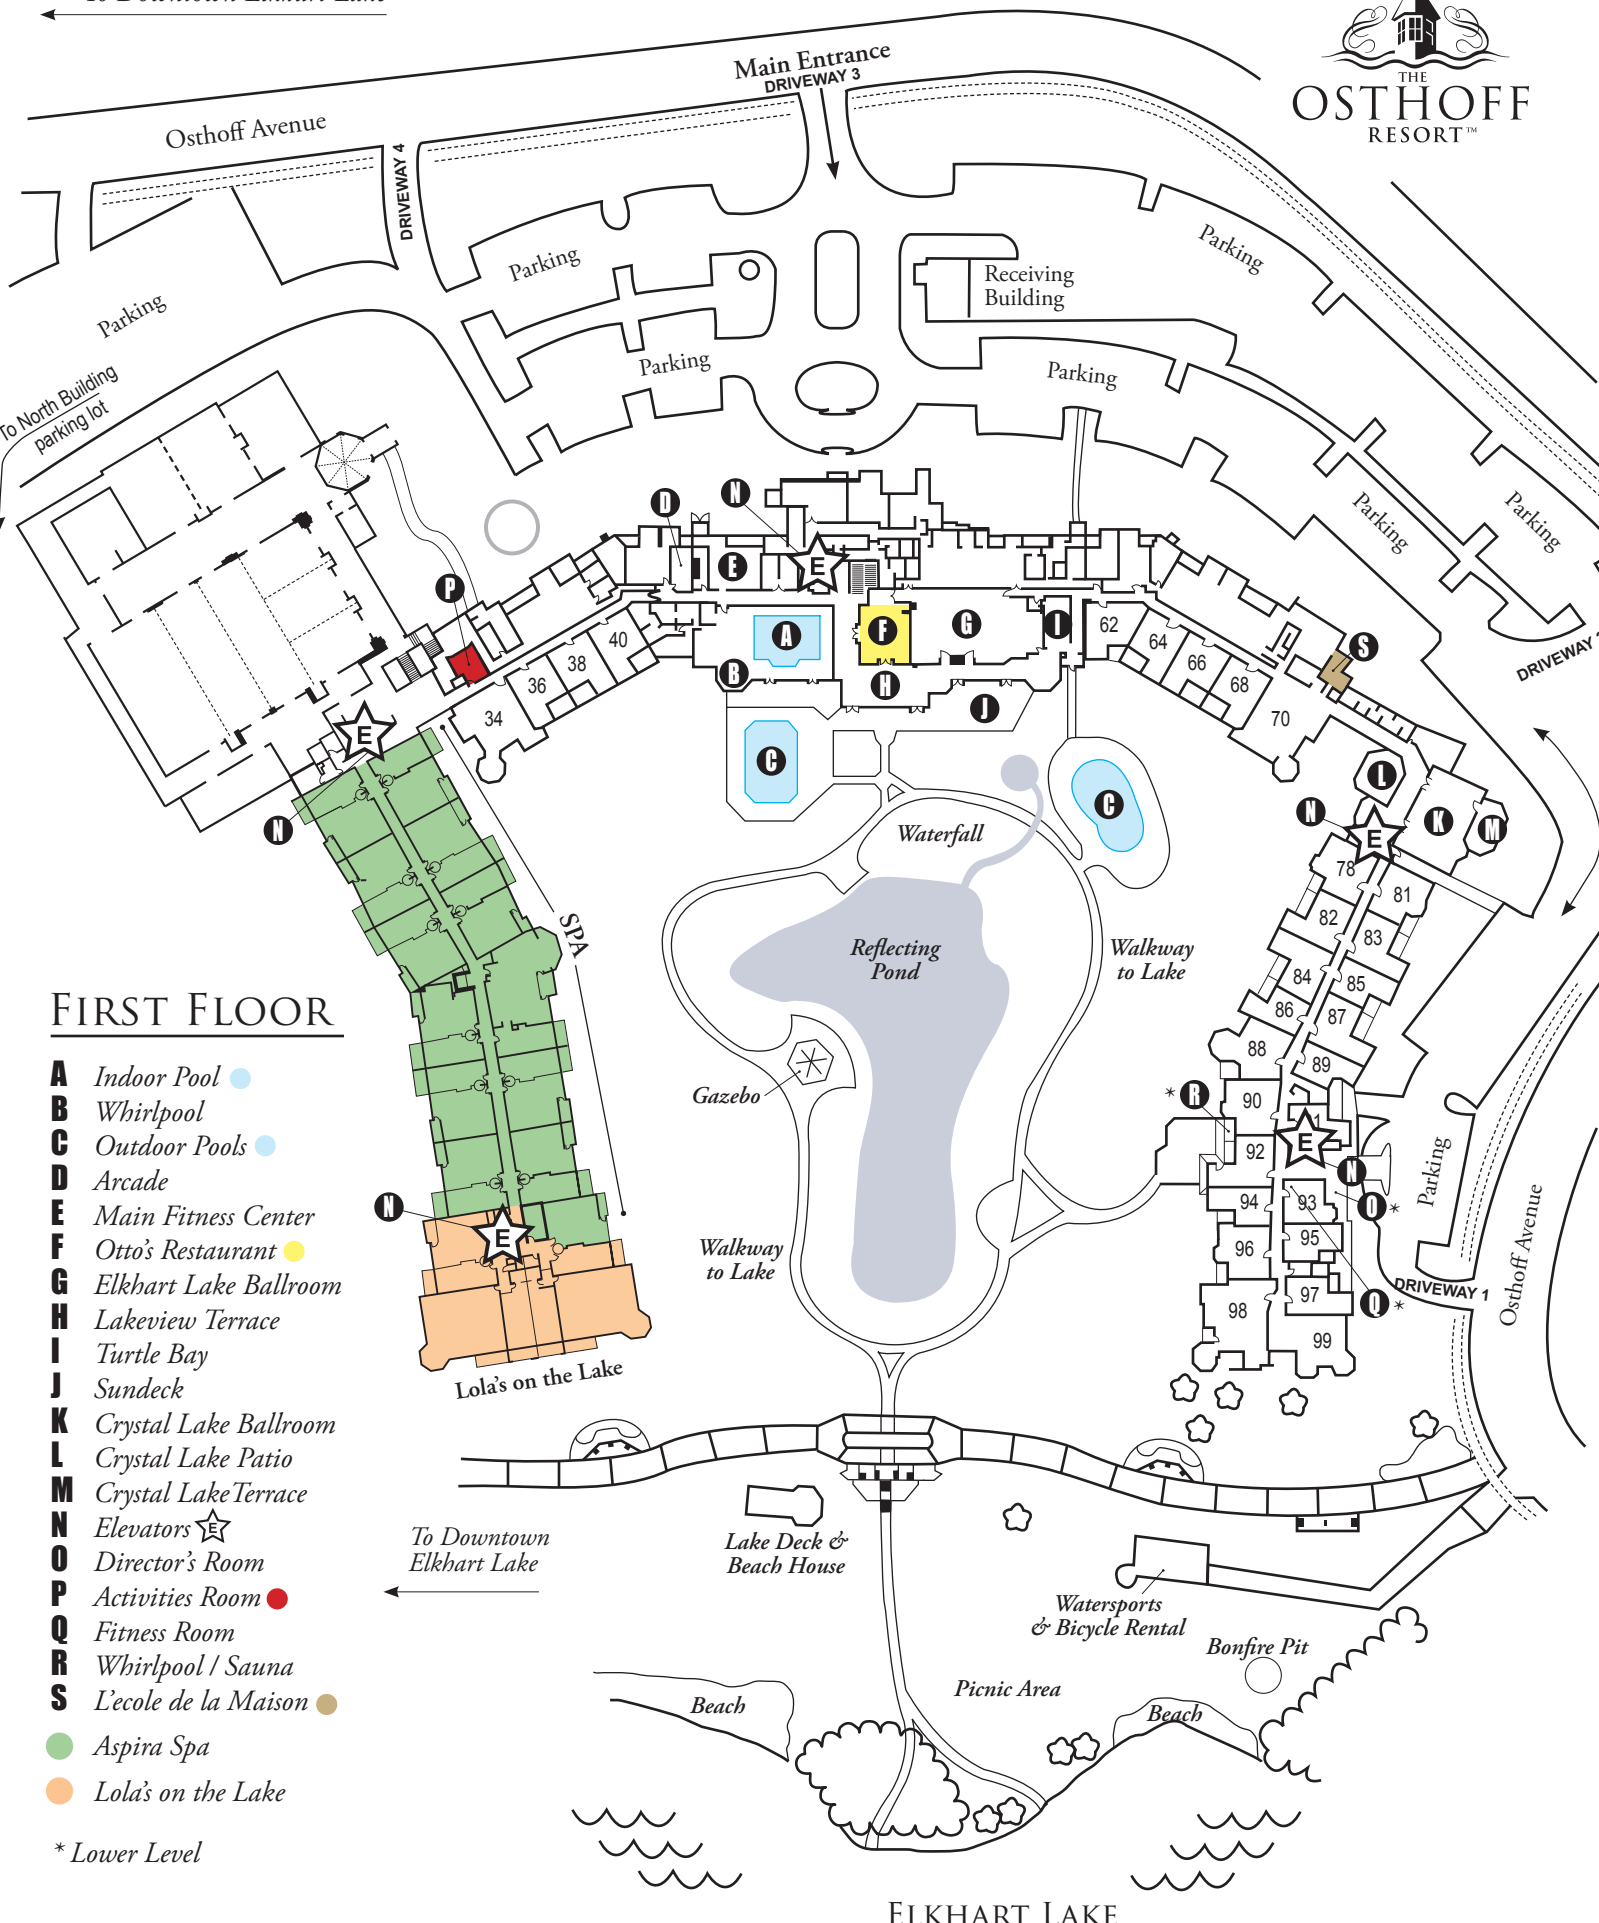 To Downtown Elkhart Lake
Main Entrance
DRIVEWAY 3
THE
OSTHOFF
RESORT™
Osthoff Avenue
DRIVEWAY 4
Parking
Parking
Receiving
Building
Parking
Parking
Parking
Parking
To North Building
parking lot
Parking
Parking
DRIVEWAY
D
N
E
E
P
A
F
G
I
B
H
J
S
40
38
36
34
62
64
66
68
70
E
C
C
L
N
E
K
M
N
Waterfall
78
81
82
83
84
85
86
87
88
89
90
SPA
Reflecting
Pond
Walkway
to Lake
Gazebo
* R
E
92
N
O *
93
94
95
96
97
98
99
Q *
Parking
Osthoff Avenue
DRIVEWAY 1
N
E
Walkway
to Lake
Lola's on the Lake
FIRST FLOOR
A Indoor Pool
B Whirlpool
C Outdoor Pools
D Arcade
E Main Fitness Center
F Otto's Restaurant
G Elkhart Lake Ballroom
H Lakeview Terrace
I Turtle Bay
J Sundeck
K Crystal Lake Ballroom
L Crystal Lake Patio
M Crystal Lake Terrace
N Elevators E
O Director's Room
P Activities Room
Q Fitness Room
R Whirlpool / Sauna
S L'ecole de la Maison
Aspira Spa
Lola's on the Lake
* Lower Level
To Downtown
Elkhart Lake
Lake Deck &
Beach House
Watersports
& Bicycle Rental
Bonfire Pit
Picnic Area
Beach
Beach
ELKHART LAKE